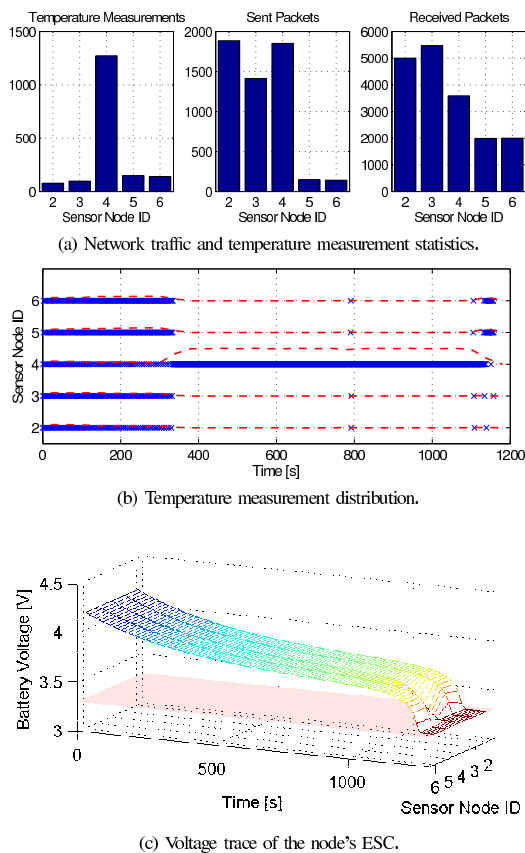 Temperature Measurements
Sent Packets
Received Packets
1500
1000
500
0
2 3 4 5 6
Sensor Node ID
2000
1500
1000
500
0
2 3 4 5 6
Sensor Node ID
6000
5000
4000
3000
2000
1000
0
2 3 4 5 6
Sensor Node ID
(a) Network traffic and temperature measurement statistics.
Sensor Node ID
6
5
4
3
2
0 200 400 600 800 1000 1200
Time [s]
(b) Temperature measurement distribution.
Battery Voltage [V]
4.5
4
3.5
3
0 500 1000
Time [s]
6 5 4 3 2
Sensor Node ID
(c) Voltage trace of the node's ESC.